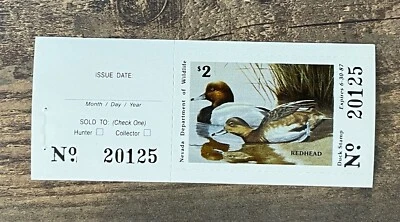 ISSUE DATE
Month / Day / Year
SOLD TO: (Check One)
Hunter Collector
No. 20125
$2
Nevada Department of Wildlife
REDHEAD
Duck Stamp Expires 6-30-87
No. 20125